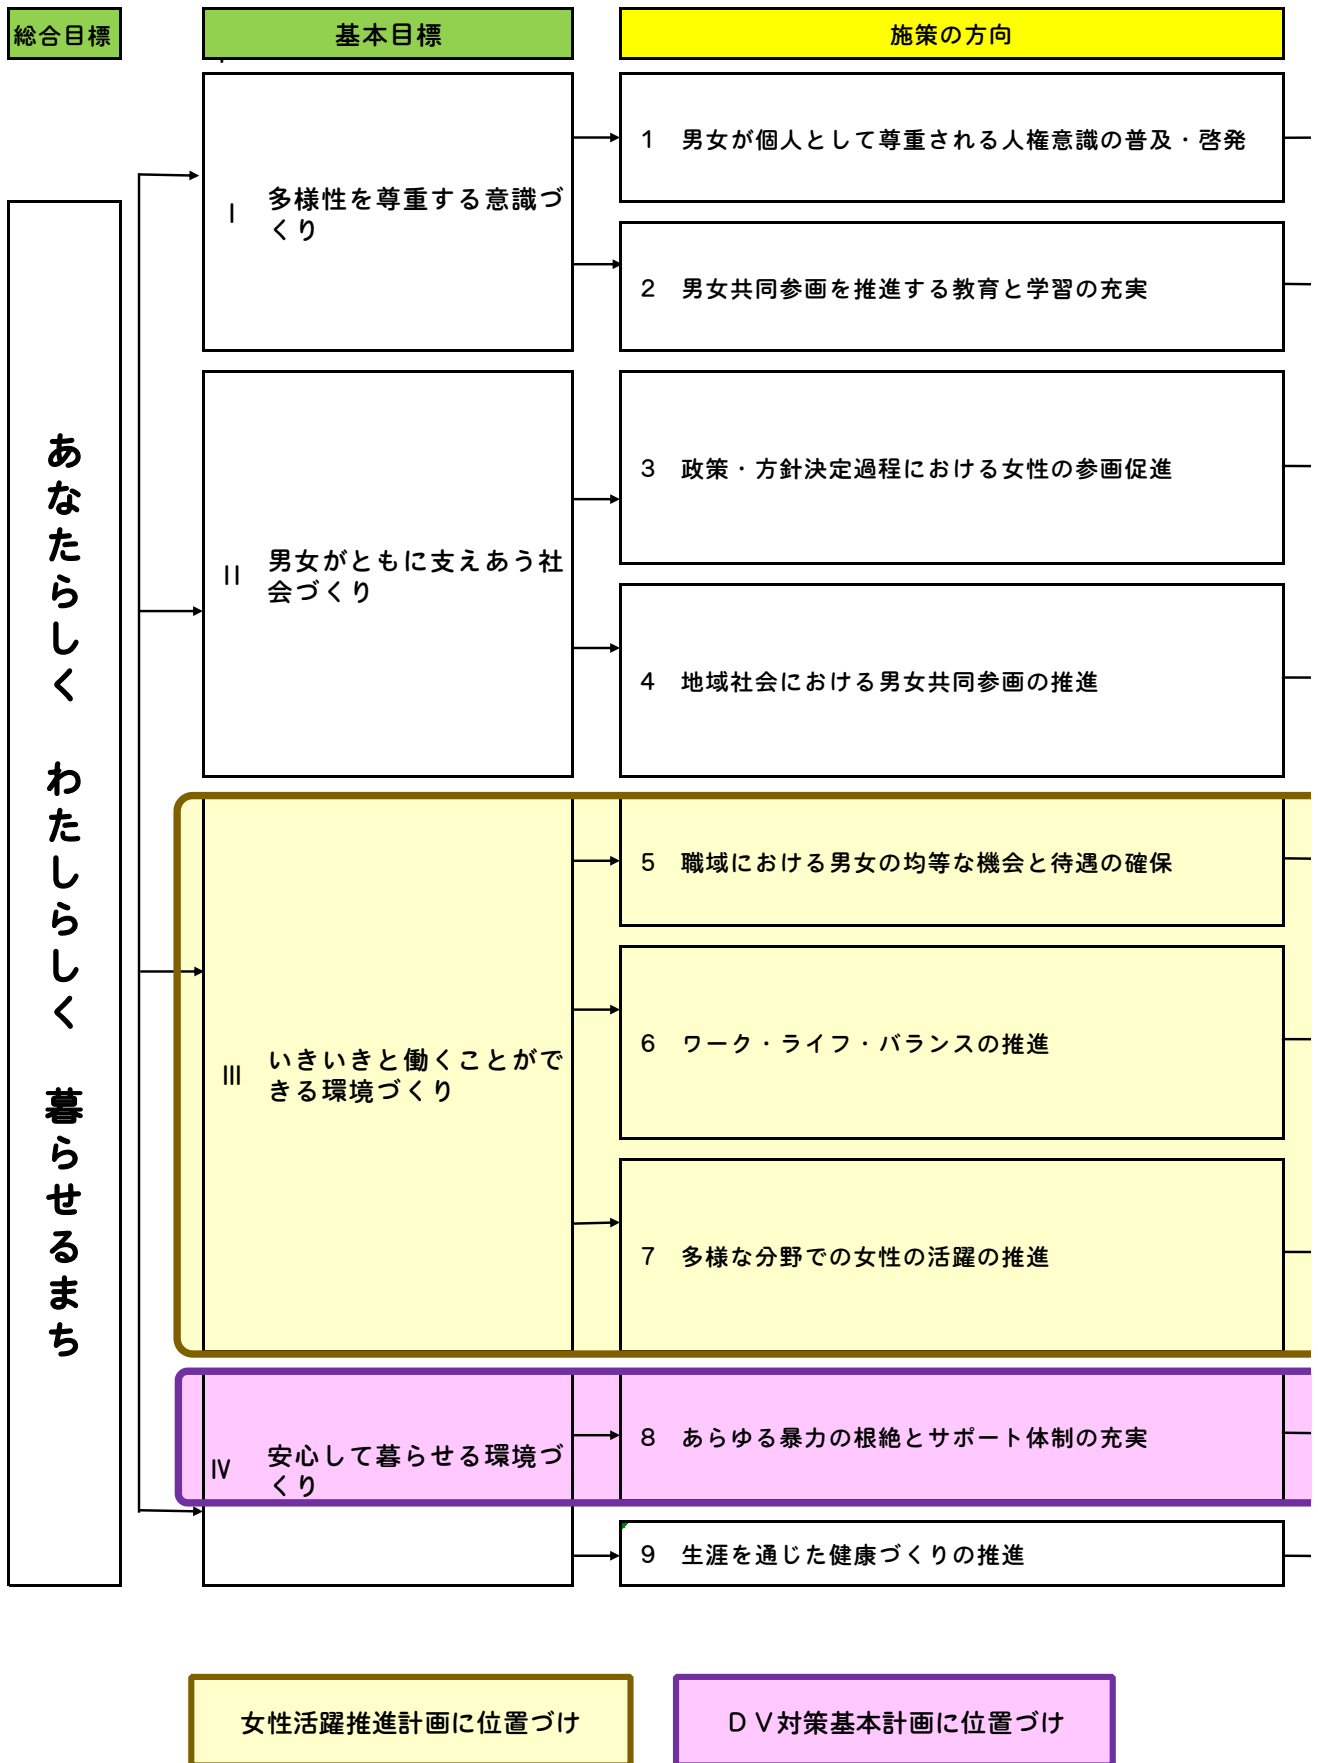 総合目標
基本目標
施策の方向
あなたらしく　わたしらしく　暮らせるまち
Ⅰ
多様性を尊重する意識づ
くり
1　男女が個人として尊重される人権意識の普及・啓発
2　男女共同参画を推進する教育と学習の充実
Ⅱ
男女がともに支えあう社
会づくり
3　政策・方針決定過程における女性の参画促進
4　地域社会における男女共同参画の推進
Ⅲ
いきいきと働くことがで
きる環境づくり
5　職域における男女の均等な機会と待遇の確保
6　ワーク・ライフ・バランスの推進
7　多様な分野での女性の活躍の推進
Ⅳ
安心して暮らせる環境づ
くり
8　あらゆる暴力の根絶とサポート体制の充実
9　生涯を通じた健康づくりの推進
女性活躍推進計画に位置づけ
ＤＶ対策基本計画に位置づけ